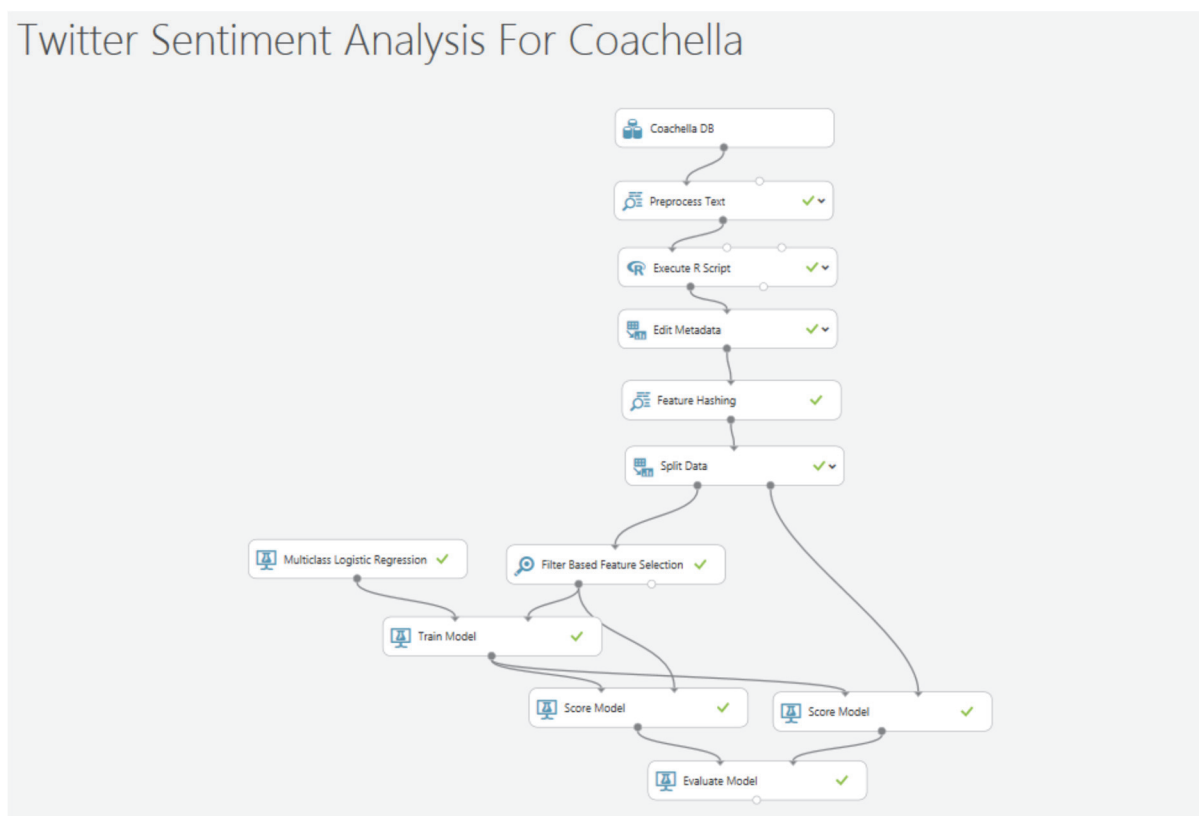 Twitter Sentiment Analysis For Coachella
Coachella DB
Preprocess Text
R Execute R Script
Edit Metadata
Feature Hashing
Split Data
Multiclass Logistic Regression
Filter Based Feature Selection
Train Model
Score Model
Score Model
Evaluate Model